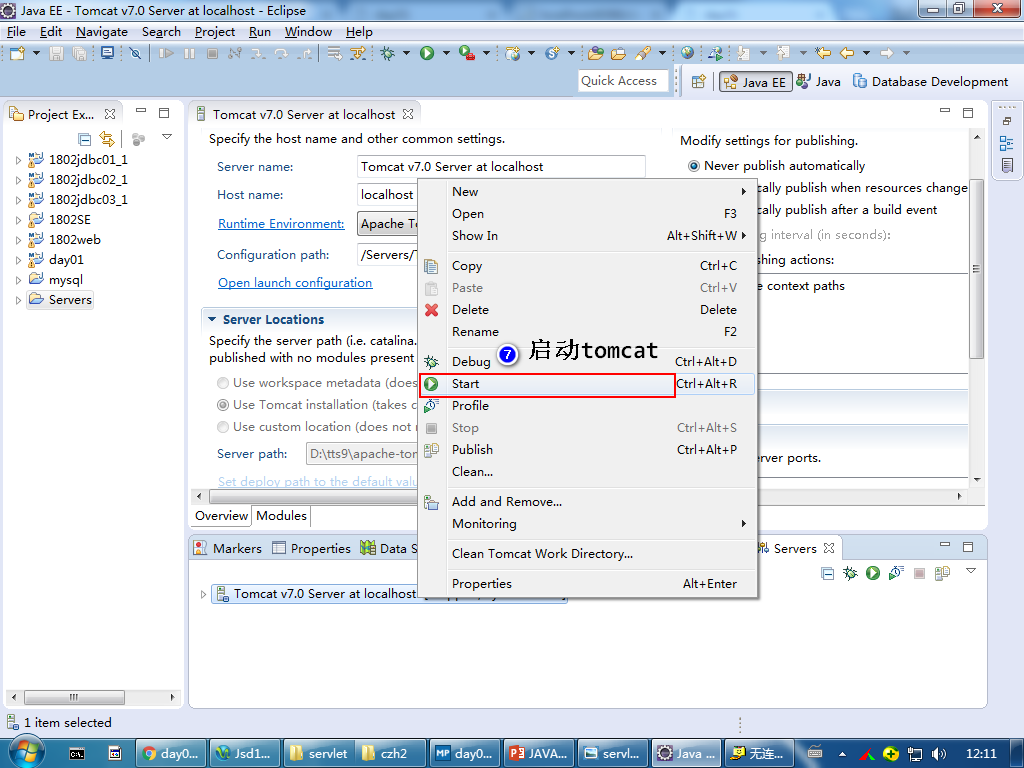 Java EE - Tomcat v7.0 Server at localhost - Eclipse
File Edit Navigate Search Project Run Window Help
Quick Access
Java EE
Java
Database Development
Project Ex...
1802jdbc01_1
1802jdbc02_1
1802jdbc03_1
1802SE
1802web
day01
mysql
Servers
Tomcat v7.0 Server at localhost
Specify the host name and other common settings.
Server name: Tomcat v7.0 Server at localhost
Host name: localhost
Runtime Environment: Apache
Configuration path: /Servers/
Open launch configuration
Server Locations
Specify the server path (i.e. catalina.
published with no modules present
Use workspace metadata (does
Use Tomcat installation (takes
Use custom location (does not
Server path: D:\tts9\apache-tom
Set deploy path to the default valu
Overview Modules
Modify settings for publishing.
Never publish automatically
cally publish when resources change
cally publish after a build event
g interval (in seconds):
shing actions:
e context paths
erver ports.
New
Open F3
Show In Alt+Shift+W
Copy Ctrl+C
Paste Ctrl+V
Delete Delete
Rename F2
7 启动tomcat
Debug Ctrl+Alt+D
Start Ctrl+Alt+R
Profile
Stop Ctrl+Alt+S
Publish Ctrl+Alt+P
Clean...
Add and Remove...
Monitoring
Clean Tomcat Work Directory...
Properties Alt+Enter
Markers Properties Data S
Servers
Tomcat v7.0 Server at localhost
1 item selected
day0... Jsd1... servlet czh2 day0... JAVA... servl... Java ... 无连... 12:11